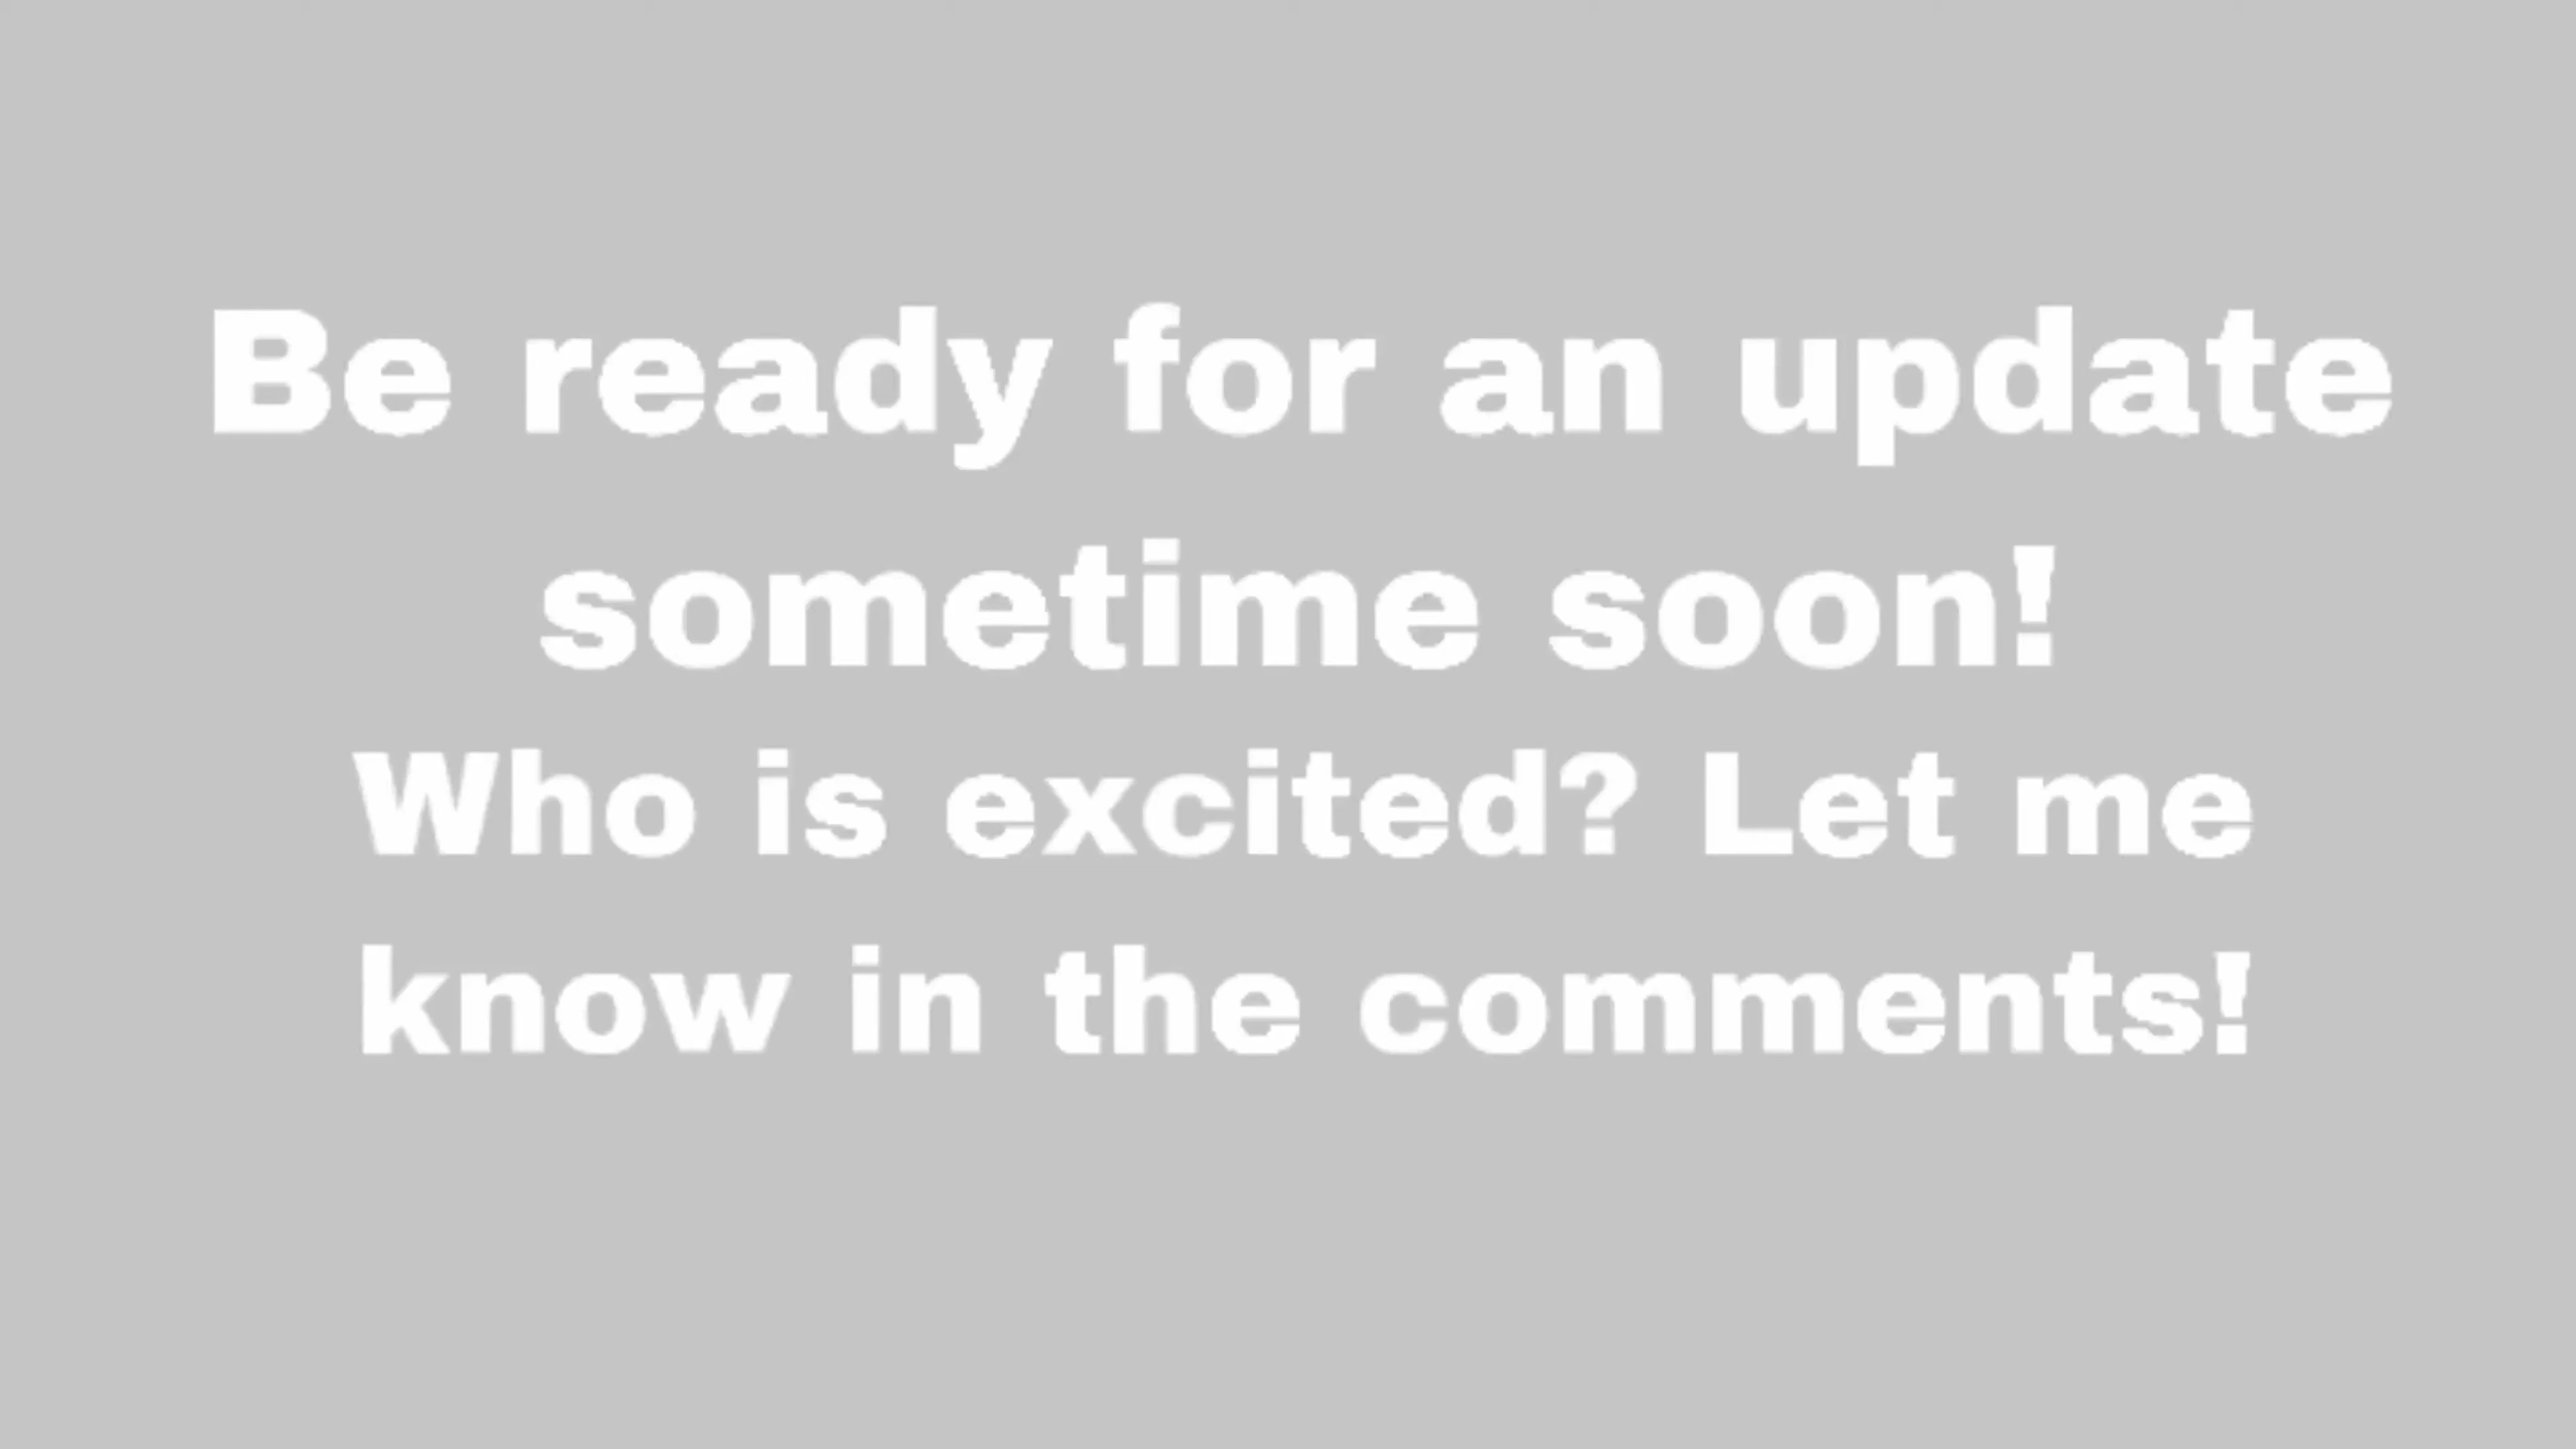 Be ready for an update
sometime soon!
Who is excited? Let me
know in the comments!